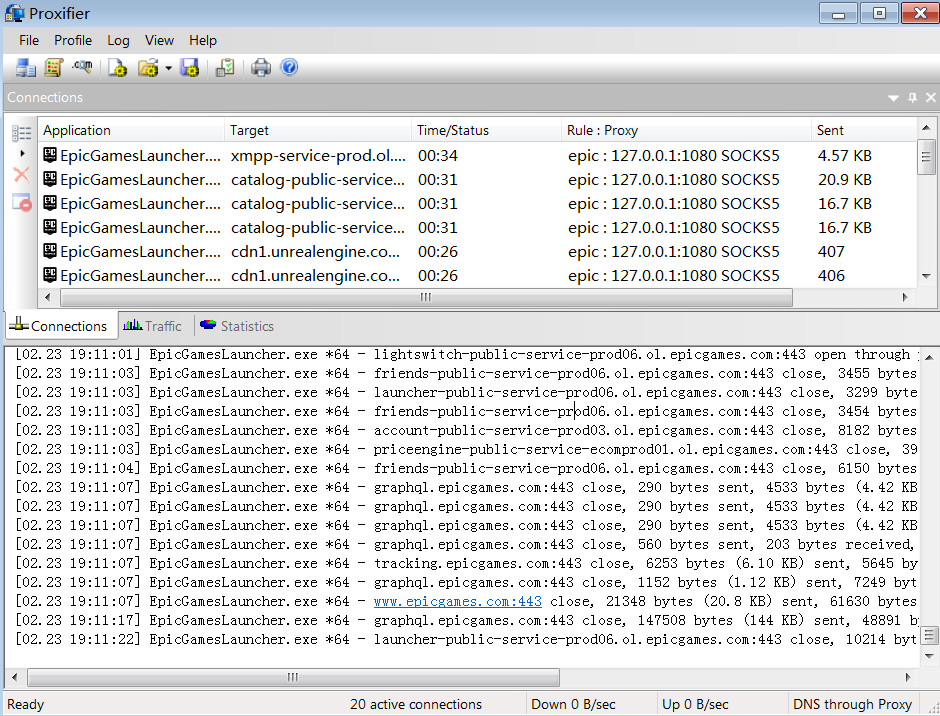 Proxifier
File Profile Log View Help
Connections
Application Target Time/Status Rule : Proxy Sent
EpicGamesLauncher.... xmpp-service-prod.ol.... 00:34 epic : 127.0.0.1:1080 SOCKS5 4.57 KB
EpicGamesLauncher.... catalog-public-service... 00:31 epic : 127.0.0.1:1080 SOCKS5 20.9 KB
EpicGamesLauncher.... catalog-public-service... 00:31 epic : 127.0.0.1:1080 SOCKS5 16.7 KB
EpicGamesLauncher.... catalog-public-service... 00:31 epic : 127.0.0.1:1080 SOCKS5 16.7 KB
EpicGamesLauncher.... cdn1.unrealengine.co... 00:26 epic : 127.0.0.1:1080 SOCKS5 407
EpicGamesLauncher.... cdn1.unrealengine.co... 00:26 epic : 127.0.0.1:1080 SOCKS5 406
Connections Traffic Statistics
[02.23 19:11:01] EpicGamesLauncher.exe *64 - lightswitch-public-service-prod06.ol.epicgames.com:443 open through
[02.23 19:11:03] EpicGamesLauncher.exe *64 - friends-public-service-prod06.ol.epicgames.com:443 close, 3455 bytes
[02.23 19:11:03] EpicGamesLauncher.exe *64 - launcher-public-service-prod06.ol.epicgames.com:443 close, 3299 byte
[02.23 19:11:03] EpicGamesLauncher.exe *64 - friends-public-service-prod06.ol.epicgames.com:443 close, 3454 bytes
[02.23 19:11:03] EpicGamesLauncher.exe *64 - account-public-service-prod03.ol.epicgames.com:443 close, 8182 bytes
[02.23 19:11:03] EpicGamesLauncher.exe *64 - priceengine-public-service-ecomprod01.ol.epicgames.com:443 close, 39
[02.23 19:11:04] EpicGamesLauncher.exe *64 - friends-public-service-prod06.ol.epicgames.com:443 close, 6150 bytes
[02.23 19:11:07] EpicGamesLauncher.exe *64 - graphql.epicgames.com:443 close, 290 bytes sent, 4533 bytes (4.42 KB
[02.23 19:11:07] EpicGamesLauncher.exe *64 - graphql.epicgames.com:443 close, 290 bytes sent, 4533 bytes (4.42 KB
[02.23 19:11:07] EpicGamesLauncher.exe *64 - graphql.epicgames.com:443 close, 290 bytes sent, 4533 bytes (4.42 KB
[02.23 19:11:07] EpicGamesLauncher.exe *64 - graphql.epicgames.com:443 close, 560 bytes sent, 203 bytes received,
[02.23 19:11:07] EpicGamesLauncher.exe *64 - tracking.epicgames.com:443 close, 6253 bytes (6.10 KB) sent, 5645 byt
[02.23 19:11:07] EpicGamesLauncher.exe *64 - graphql.epicgames.com:443 close, 1152 bytes (1.12 KB) sent, 7249 byt
[02.23 19:11:07] EpicGamesLauncher.exe *64 - www.epicgames.com:443 close, 21348 bytes (20.8 KB) sent, 61630 bytes
[02.23 19:11:17] EpicGamesLauncher.exe *64 - graphql.epicgames.com:443 close, 147508 bytes (144 KB) sent, 48891 b
[02.23 19:11:22] EpicGamesLauncher.exe *64 - launcher-public-service-prod06.ol.epicgames.com:443 close, 10214 byt
Ready 20 active connections Down 0 B/sec Up 0 B/sec DNS through Proxy